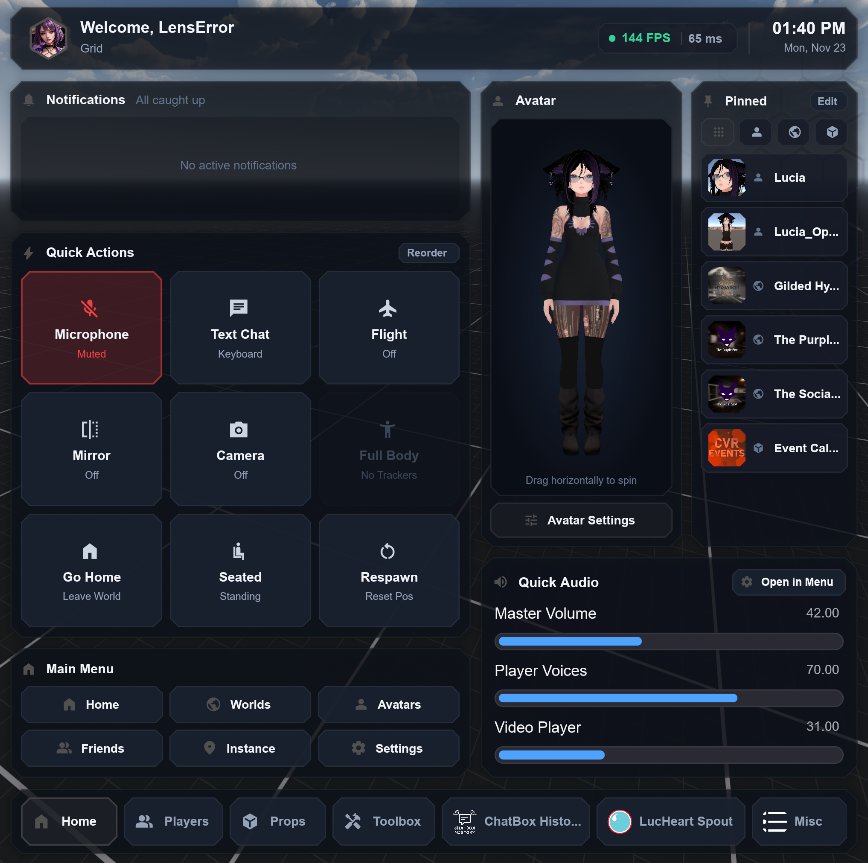 Welcome, LensError
Grid
144 FPS
65 ms
01:40 PM
Mon, Nov 23
Notifications All caught up
No active notifications
Quick Actions
Reorder
Microphone
Muted
Text Chat
Keyboard
Flight
Off
Mirror
Off
Camera
Off
Full Body
No Trackers
Go Home
Leave World
Seated
Standing
Respawn
Reset Pos
Main Menu
Home
Worlds
Avatars
Friends
Instance
Settings
Avatar
Drag horizontally to spin
Avatar Settings
Pinned
Edit
Lucia
Lucia_Op...
Gilded Hy...
The Purpl...
The Socia...
CVR
EVENTS
Event Cal...
Quick Audio
Open in Menu
Master Volume
42.00
Player Voices
70.00
Video Player
31.00
Home
Players
Props
Toolbox
ChatBox Histo...
LucHeart Spout
Misc